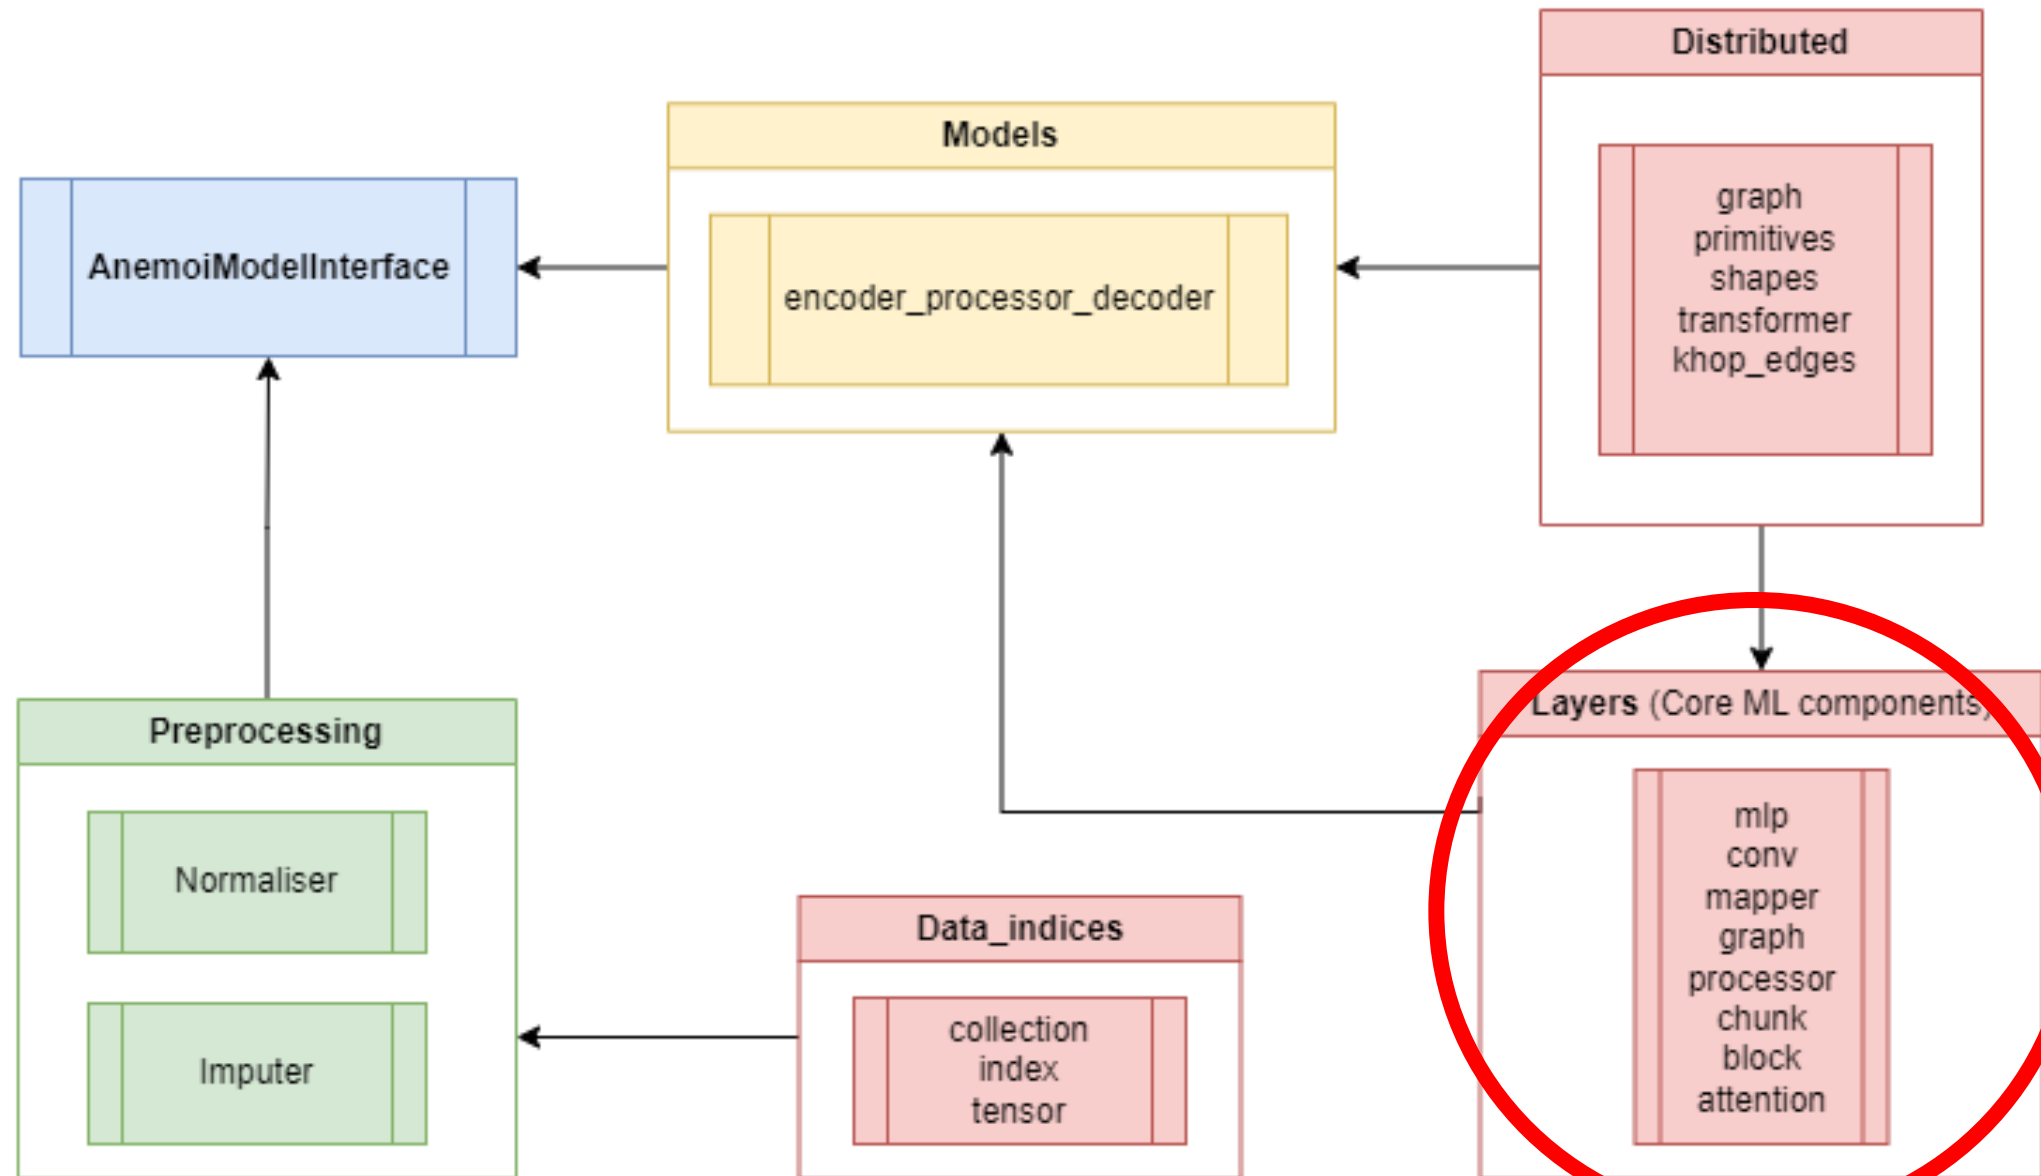 Distributed
graph
primitives
shapes
transformer
khop_edges
Models
encoder_processor_decoder
AnemoiModelInterface
Layers (Core ML components)
mlp
conv
mapper
graph
processor
chunk
block
attention
Preprocessing
Normaliser
Imputer
Data_indices
collection
index
tensor